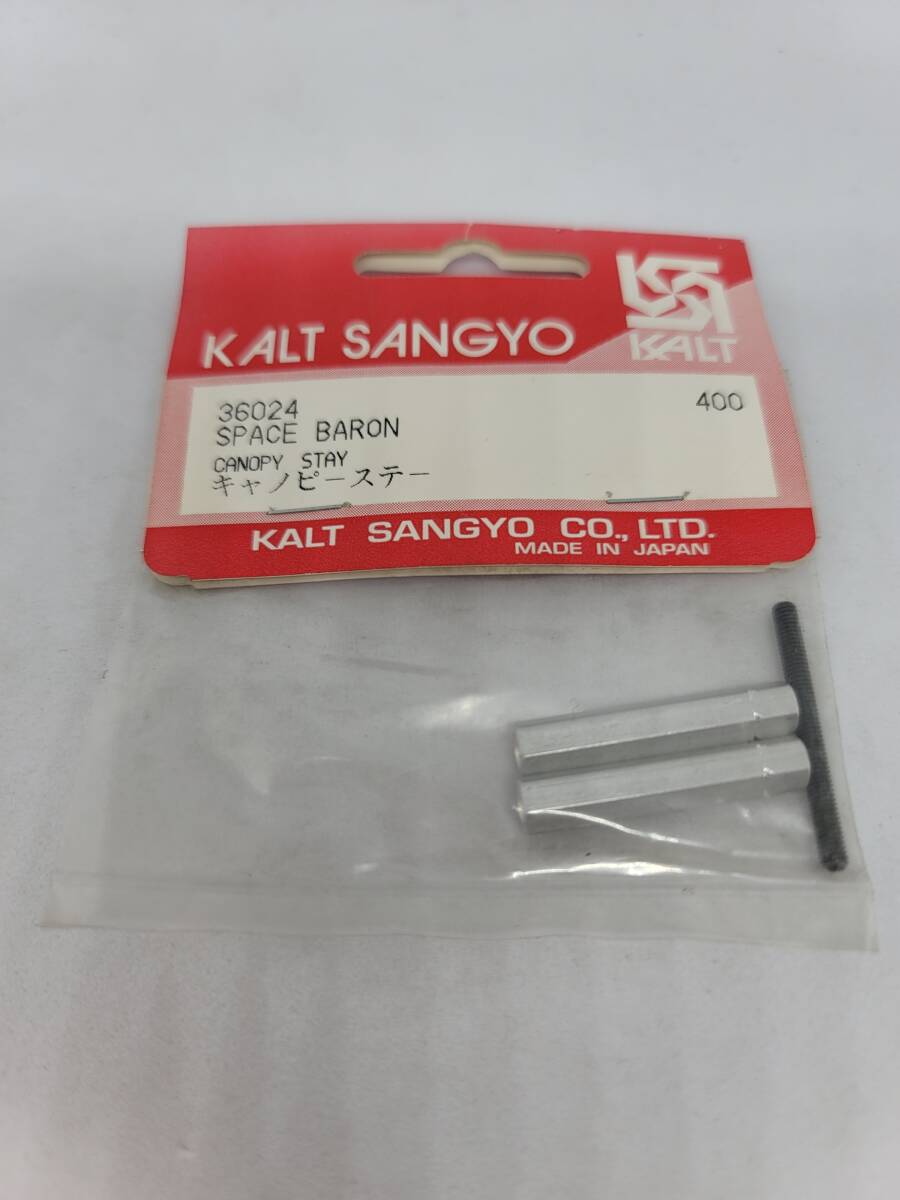 KALT SANGYO
KALT
36024 400
SPACE BARON
CANOPY STAY
キャノピーステー
KALT SANGYO CO., LTD.
MADE IN JAPAN